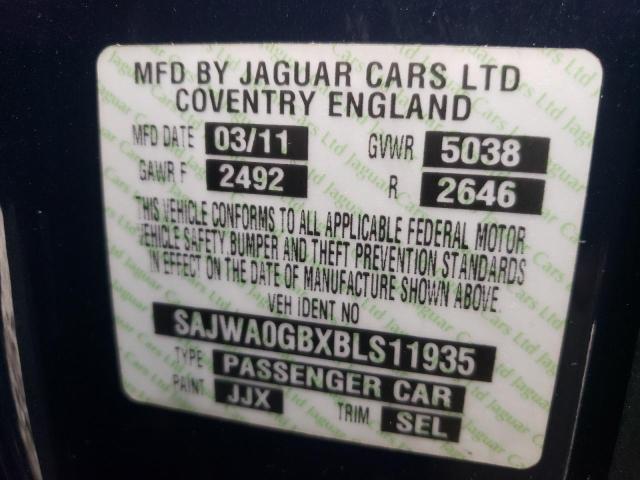 MFD BY JAGUAR CARS LTD
COVENTRY ENGLAND
MFD DATE 03/11 GVWR 5038
GAWR F 2492 R 2646
THIS VEHICLE CONFORMS TO ALL APPLICABLE FEDERAL MOTOR
VEHICLE SAFETY BUMPER AND THEFT PREVENTION STANDARDS
IN EFFECT ON THE DATE OF MANUFACTURE SHOWN ABOVE.
VEH IDENT NO
SAJWA0GBXBLS11935
TYPE PASSENGER CAR
PAINT JJX TRIM SEL